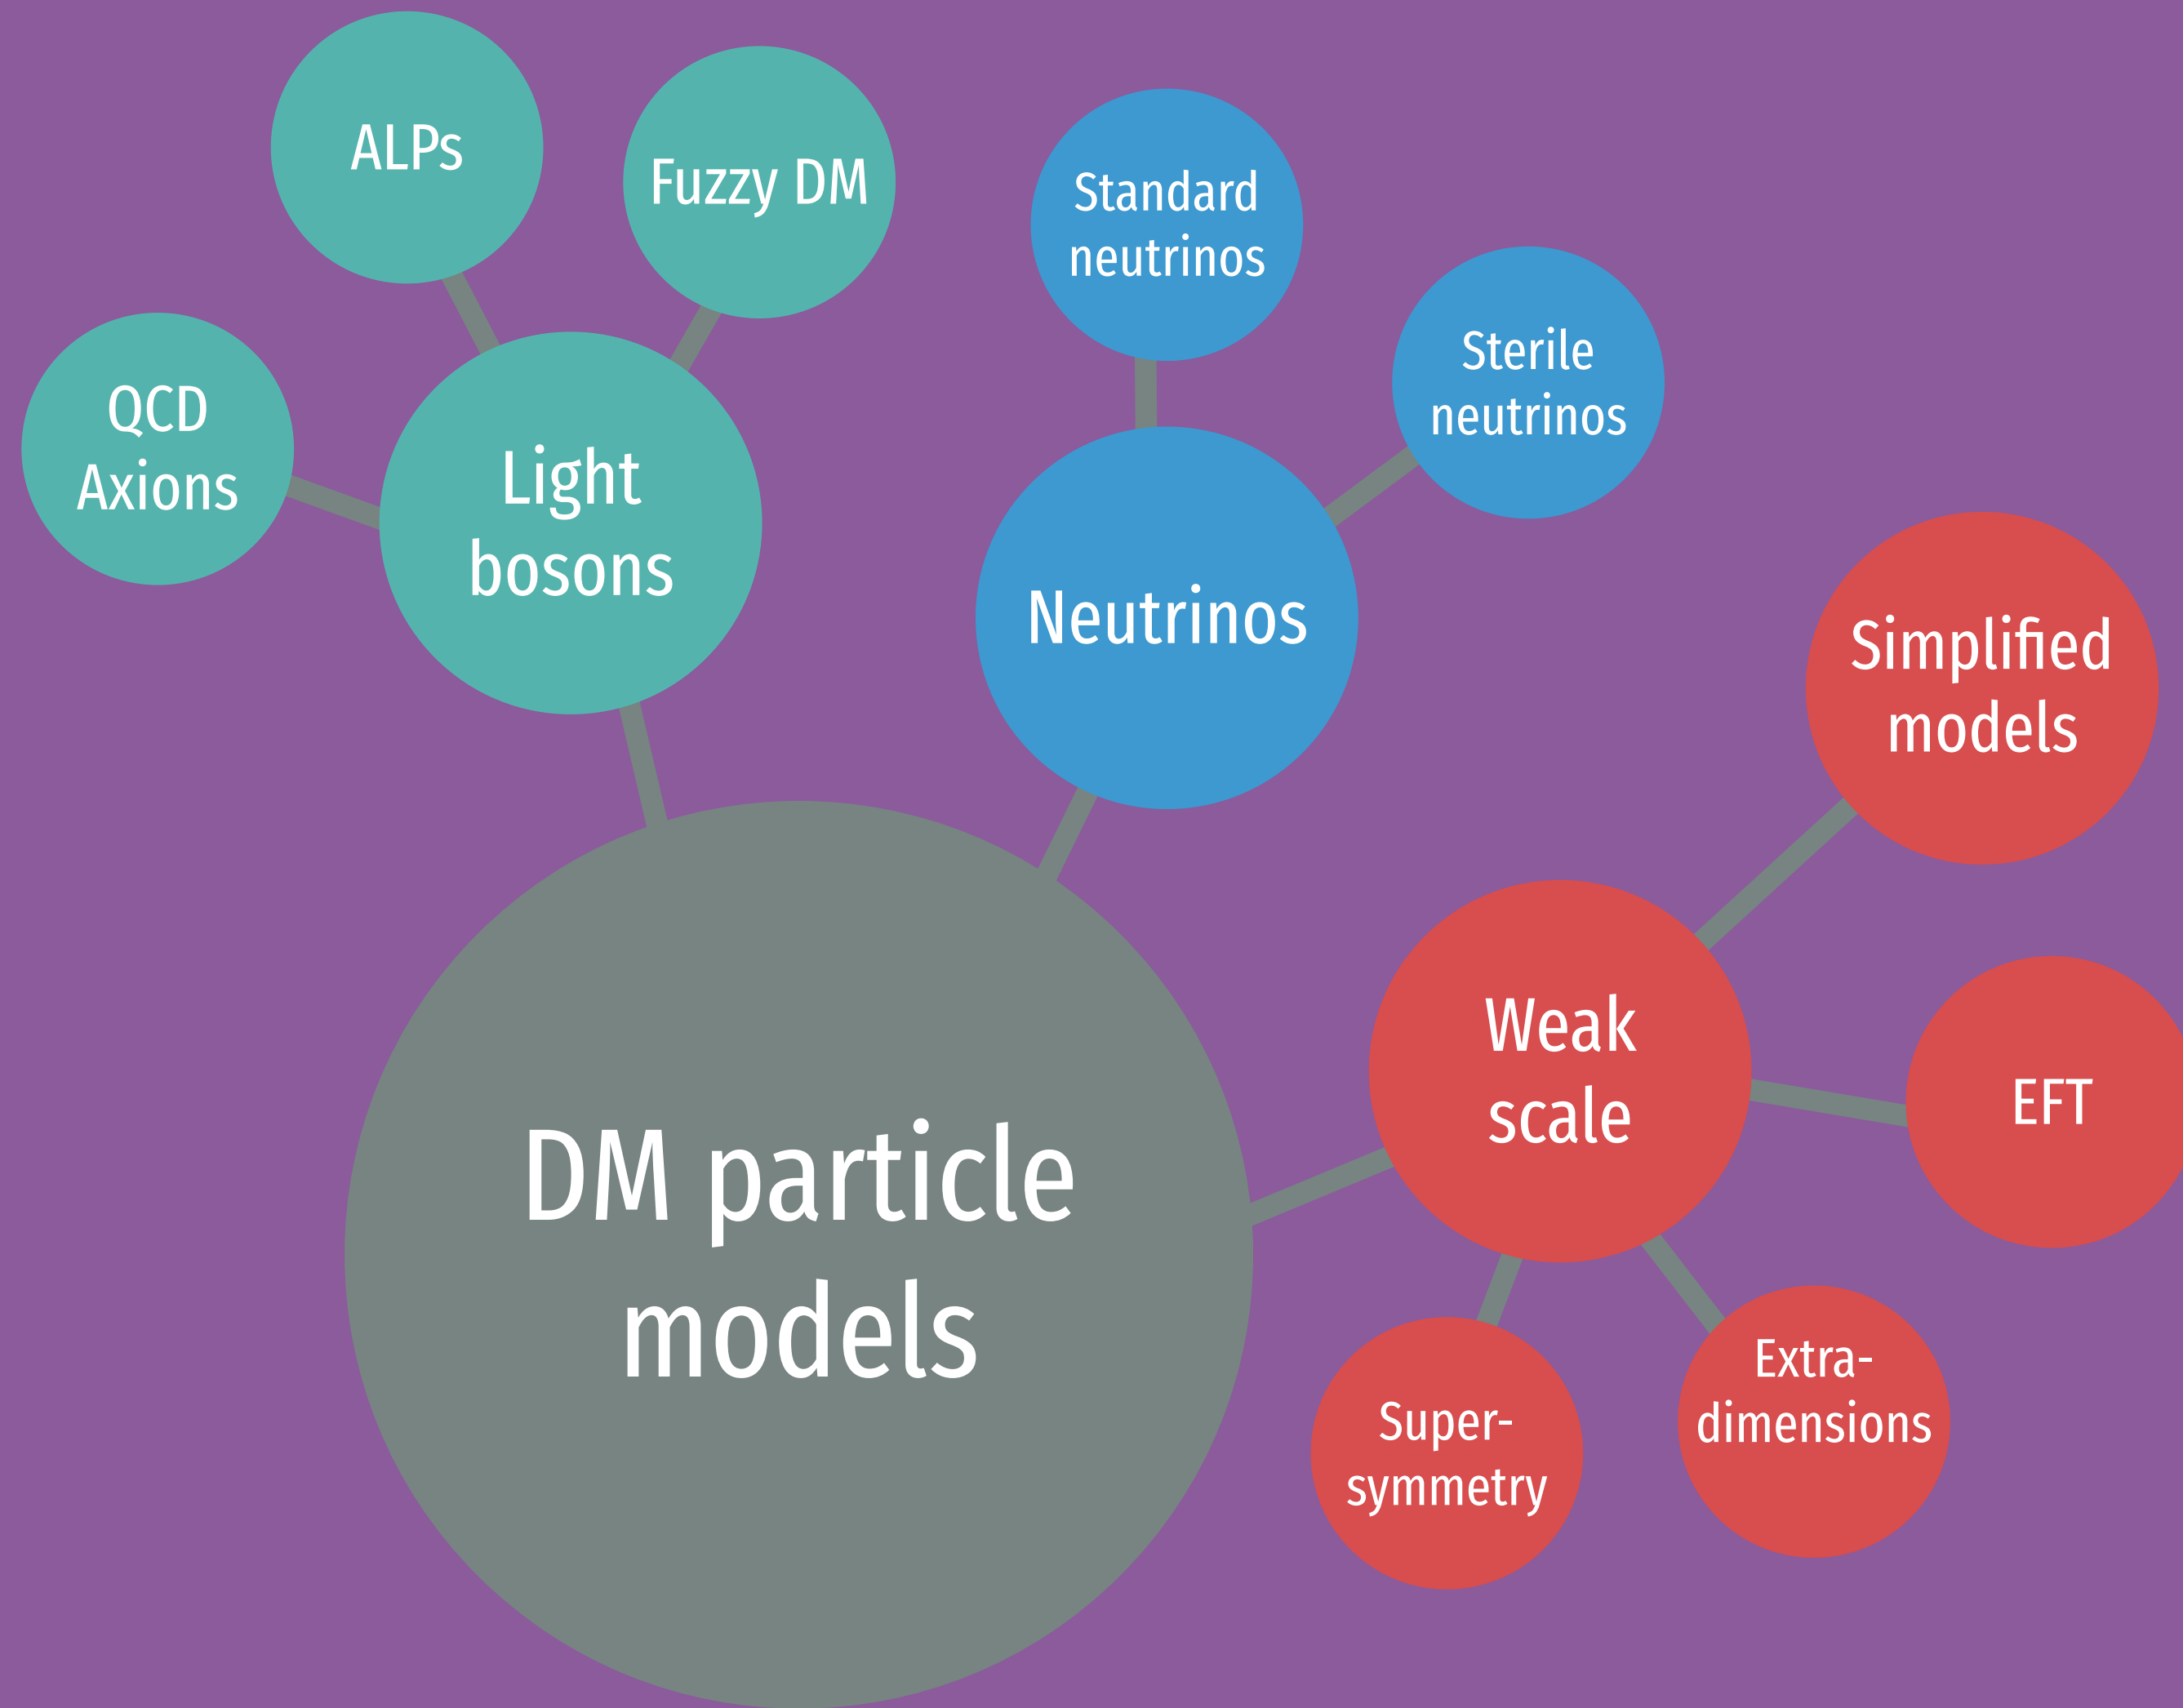 ALPs
Fuzzy DM
Standard
neutrinos
Sterile
neutrinos
QCD
Axions
Light
bosons
Neutrinos
Simplified
models
Weak
scale
EFT
DM particle
models
Super-
symmetry
Extra-
dimensions